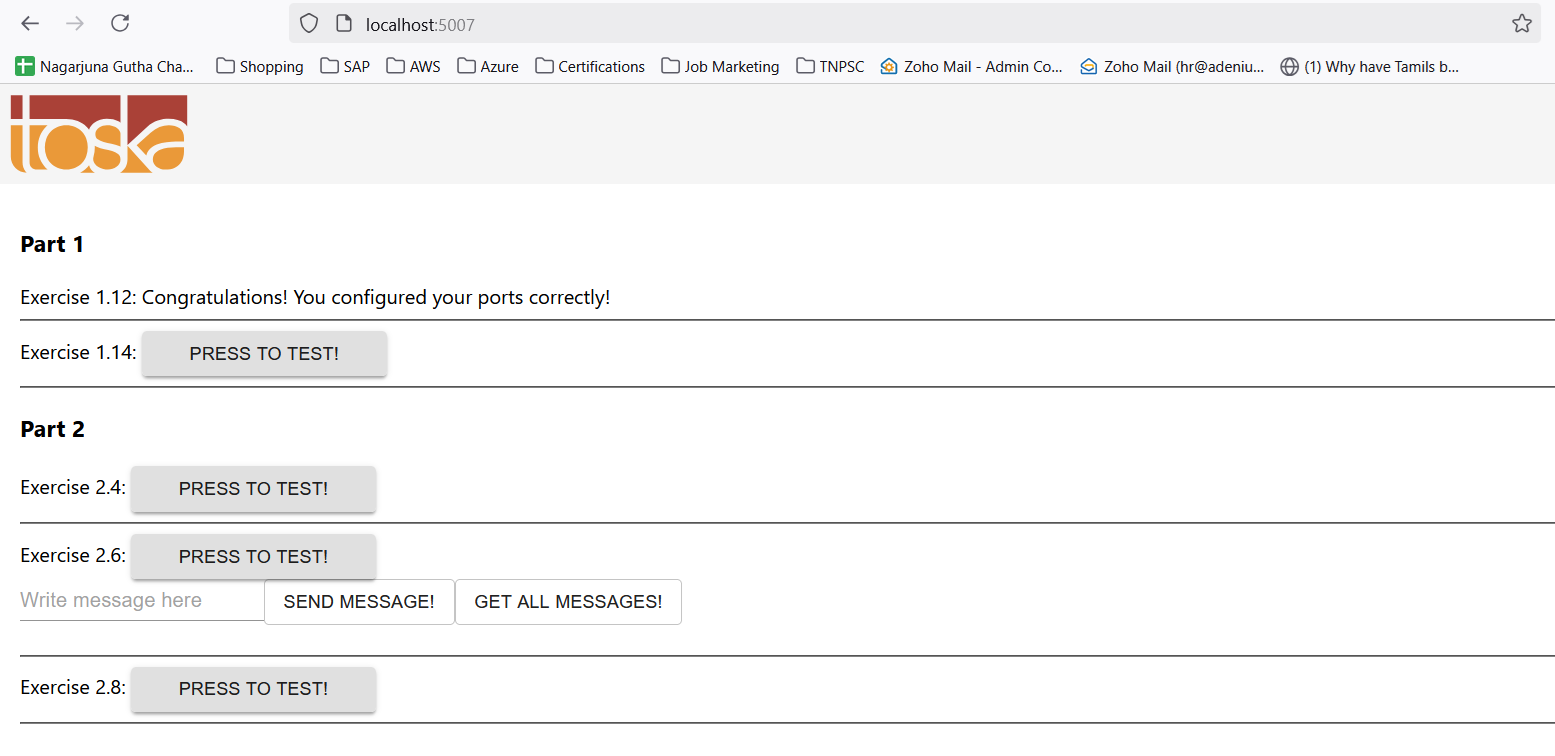 localhost:5007
Nagarjuna Gutha Cha... Shopping SAP AWS Azure Certifications Job Marketing TNPSC Zoho Mail - Admin Co... Zoho Mail (hr@adeniu... (1) Why have Tamils b...
toska
Part 1
Exercise 1.12: Congratulations! You configured your ports correctly!
Exercise 1.14: PRESS TO TEST!
Part 2
Exercise 2.4: PRESS TO TEST!
Exercise 2.6: PRESS TO TEST!
Write message here SEND MESSAGE! GET ALL MESSAGES!
Exercise 2.8: PRESS TO TEST!